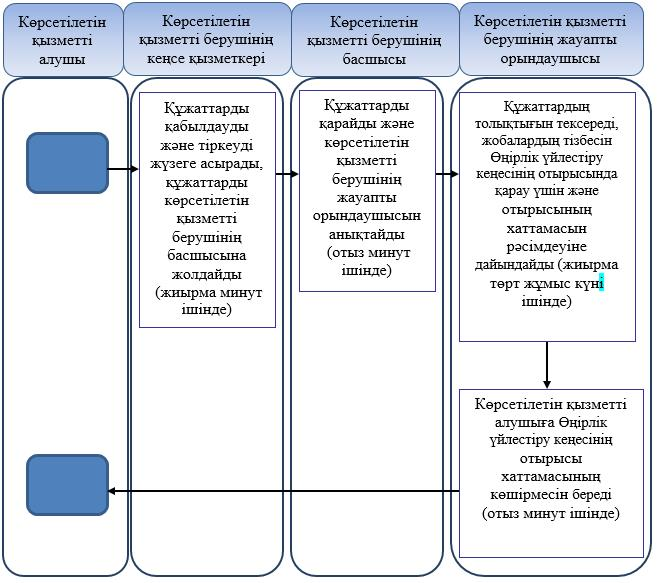 Көрсетілетін
қызметті
алушы
Көрсетілетін
қызметті берушінің
кеңсе қызметкері
Көрсетілетін
қызметті берушінің
басшысы
Көрсетілетін қызметті
берушінің жауапты
орындаушысы
Құжаттарды
қабылдауды
және тіркеуді
жүзеге асырады,
құжаттарды
көрсетілетін
қызметті
берушінің
басшысына
жолдайды
(жиырма минут
ішінде)
Құжаттарды
қарайды және
көрсетілетін
қызметті
берушінің
жауапты
орындаушысын
анықтайды
(отыз минут
ішінде)
Құжаттардың
толықтығын тексереді,
жобалардың тізбесін
Өңірлік үйлестіру
кеңесінің отырысында
қарау үшін және
отырысының
хаттамасын
рәсімдеуіне
дайындайды (жиырма
төрт жұмыс күні
ішінде)
Көрсетілетін қызметті
алушыға Өңірлік
үйлестіру кеңесінің
отырысы
хаттамасының
көшірмесін береді
(отыз минут ішінде)